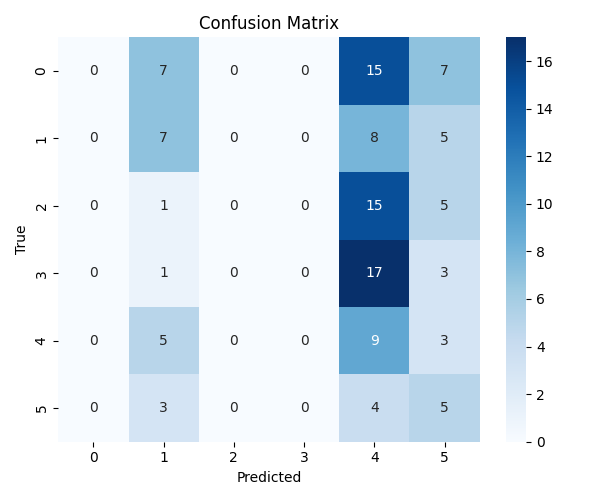 Confusion Matrix
0 0 7 0 0 15 7
1 0 7 0 0 8 5
2 0 1 0 0 15 5
3 0 1 0 0 17 3
4 0 5 0 0 9 3
5 0 3 0 0 4 5
0 1 2 3 4 5
True
Predicted
16
14
12
10
8
6
4
2
0